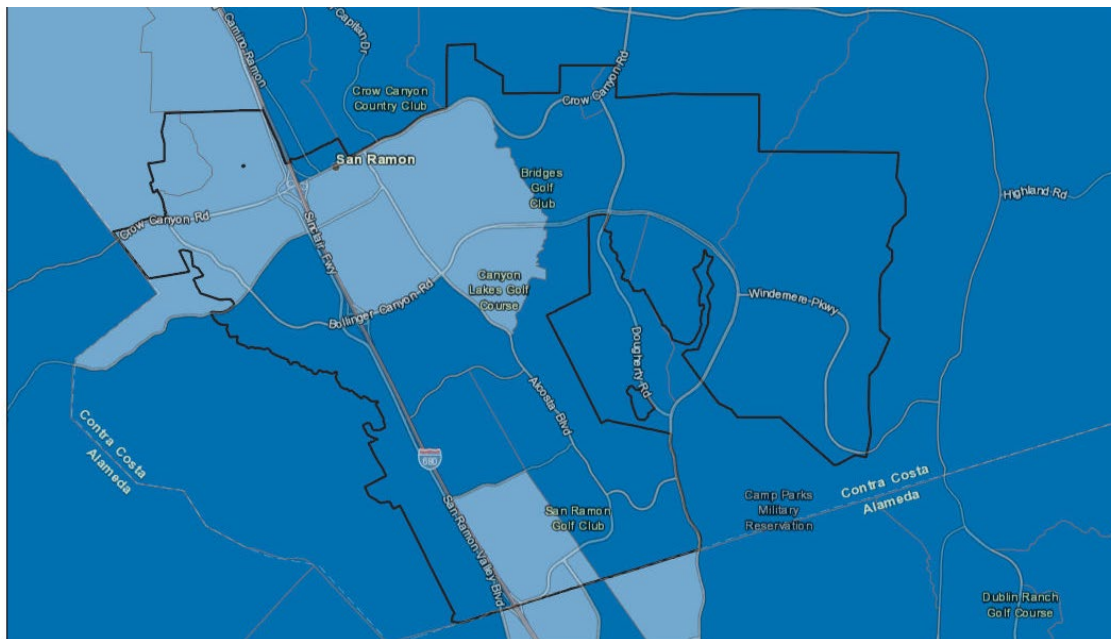 Camino Ramon
Capitan Dr
Crow Canyon
Country Club
Crow Canyon Rd
San Ramon
Bridges
Golf
Club
Highland Rd
Crow Canyon Rd
Sinclair Fwy
Canyon
Lakes Golf
Course
Bollinger Canyon Rd
Windemere Pkwy
Dougherty Rd
Alcosta Blvd
Contra Costa
Alameda
680
Contra Costa
Alameda
Camp Parks
Military
Reservation
San Ramon
Golf Club
San Ramon Valley Blvd
Dublin Ranch
Golf Course